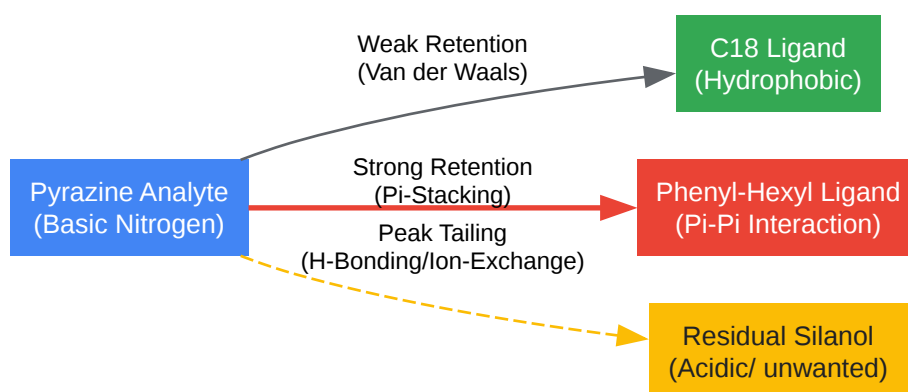 Weak Retention
(Van der Waals)
C18 Ligand
(Hydrophobic)
Pyrazine Analyte
(Basic Nitrogen)
Strong Retention
(Pi-Stacking)
Phenyl-Hexyl Ligand
(Pi-Pi Interaction)
Peak Tailing
(H-Bonding/Ion-Exchange)
Residual Silanol
(Acidic/ unwanted)